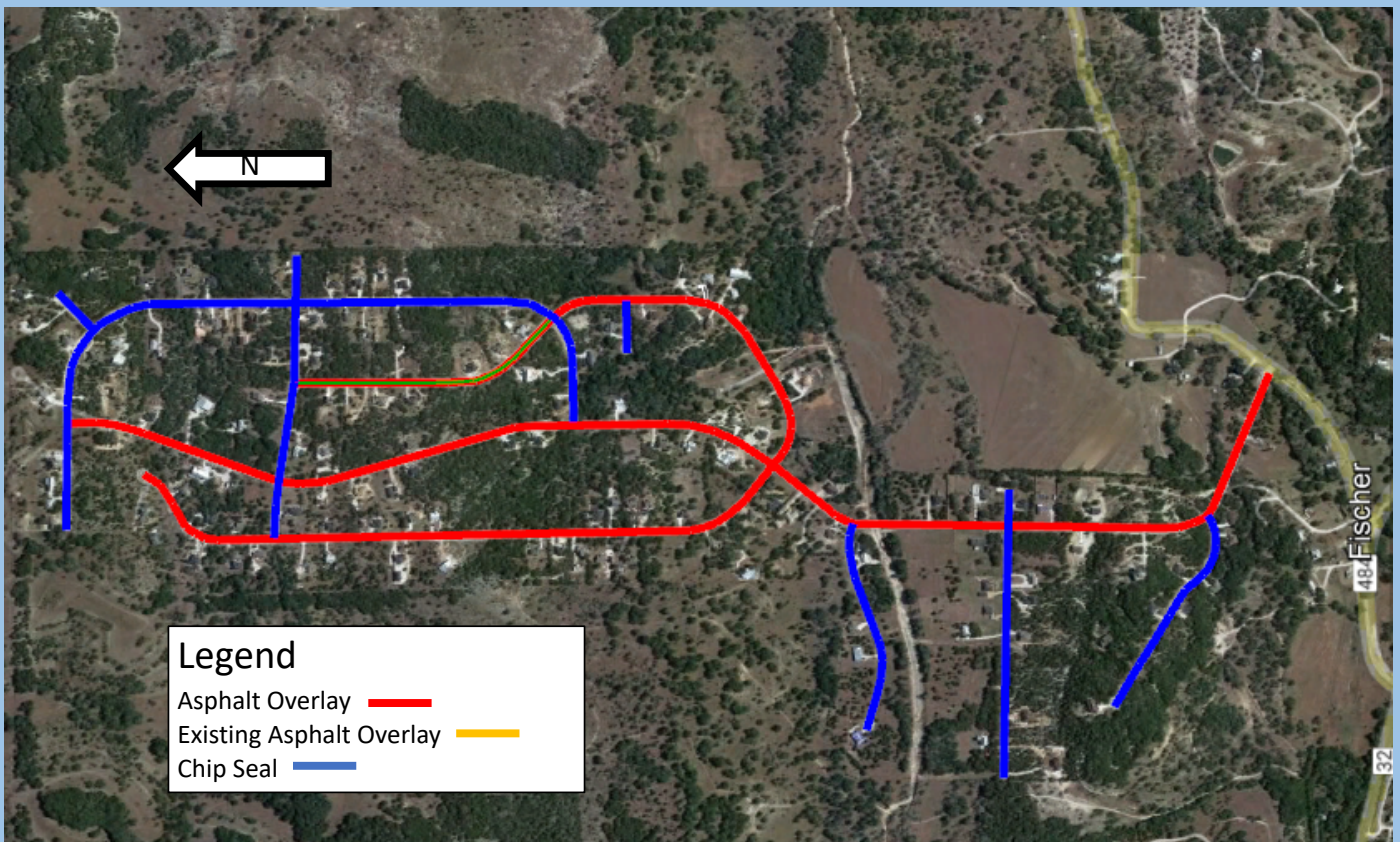 N
Fischer
484
32
Legend
Asphalt Overlay
Existing Asphalt Overlay
Chip Seal